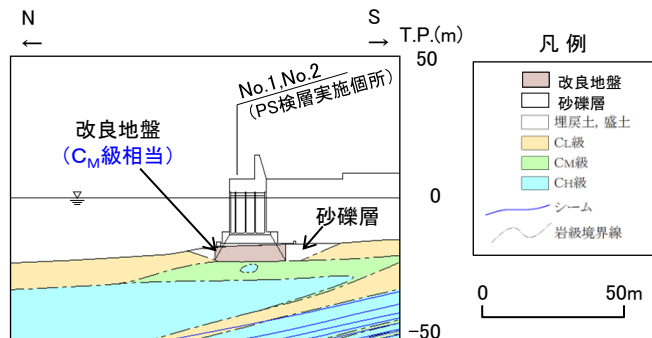 N
S
T.P.(m)
←
→
50
凡 例
No.1,No.2
(PS検層実施個所)
改良地盤
砂礫層
埋戻土, 盛土
CL級
CM級
CH級
シーム
岩級境界線
改良地盤
(CM級相当)
砂礫層
0
0
50m
-50